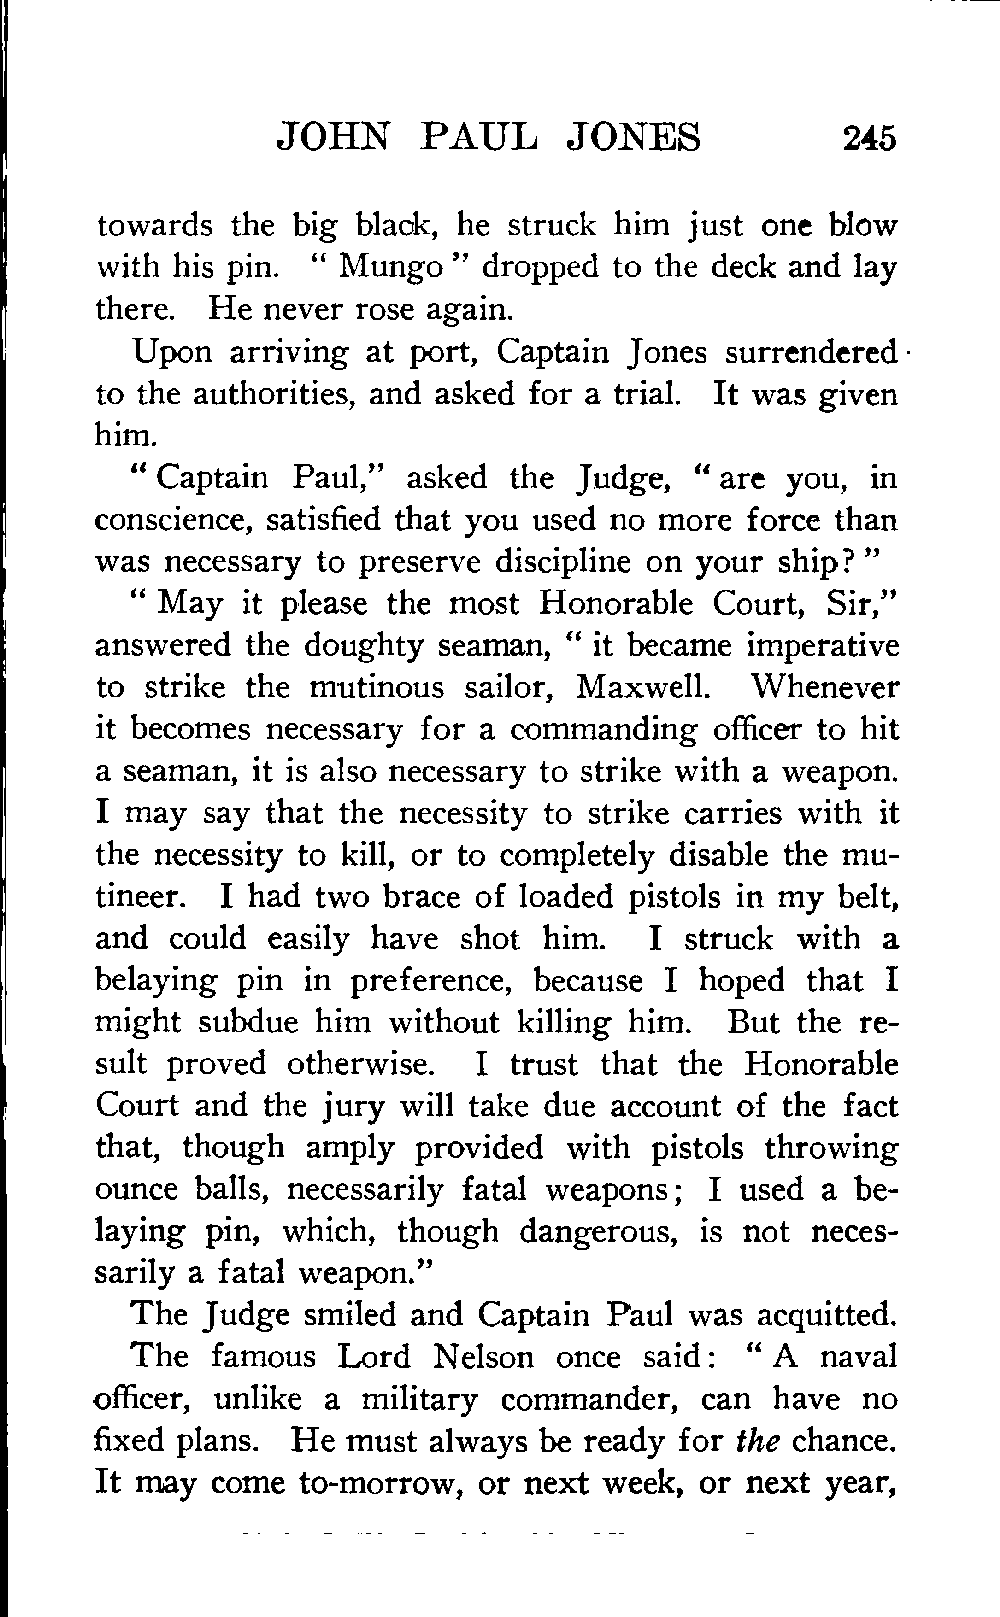 JOHN PAUL JONES 245
towards the big black, he struck him just one blow
with his pin. “ Mungo ” dropped to the deck and lay
there. He never rose again.
Upon arriving at port, Captain Jones surrendered
to the authorities, and asked for a trial. It was given
him.
“ Captain Paul,” asked the Judge, “ are you, in
conscience, satisfied that you used no more force than
was necessary to preserve discipline on your ship? ”
“ May it please the most Honorable Court, Sir,”
answered the doughty seaman, “ it became imperative
to strike the mutinous sailor, Maxwell. Whenever
it becomes necessary for a commanding officer to hit
a seaman, it is also necessary to strike with a weapon.
I may say that the necessity to strike carries with it
the necessity to kill, or to completely disable the mu-
tineer. I had two brace of loaded pistols in my belt,
and could easily have shot him. I struck with a
belaying pin in preference, because I hoped that I
might subdue him without killing him. But the re-
sult proved otherwise. I trust that the Honorable
Court and the jury will take due account of the fact
that, though amply provided with pistols throwing
ounce balls, necessarily fatal weapons; I used a be-
laying pin, which, though dangerous, is not neces-
sarily a fatal weapon.”
The Judge smiled and Captain Paul was acquitted.
The famous Lord Nelson once said: “ A naval
officer, unlike a military commander, can have no
fixed plans. He must always be ready for the chance.
It may come to-morrow, or next week, or next year,